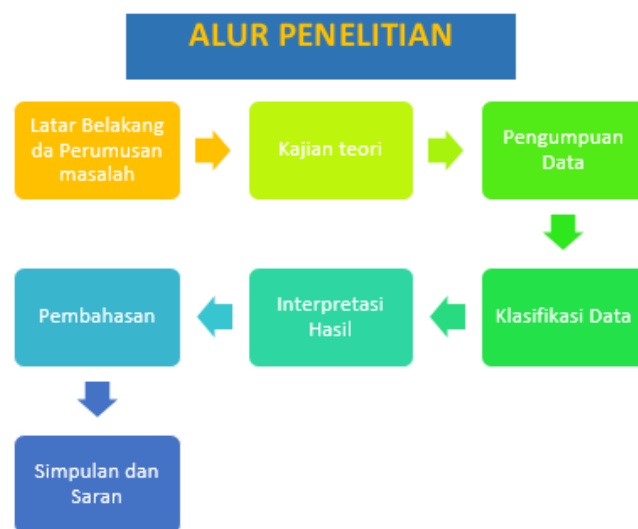 ALUR PENELITIAN
Latar Belakang
da Perumusan
masalah
Kajian teori
Pengumpuan
Data
Klasifikasi Data
Interpretasi
Hasil
Pembahasan
Simpulan dan
Saran